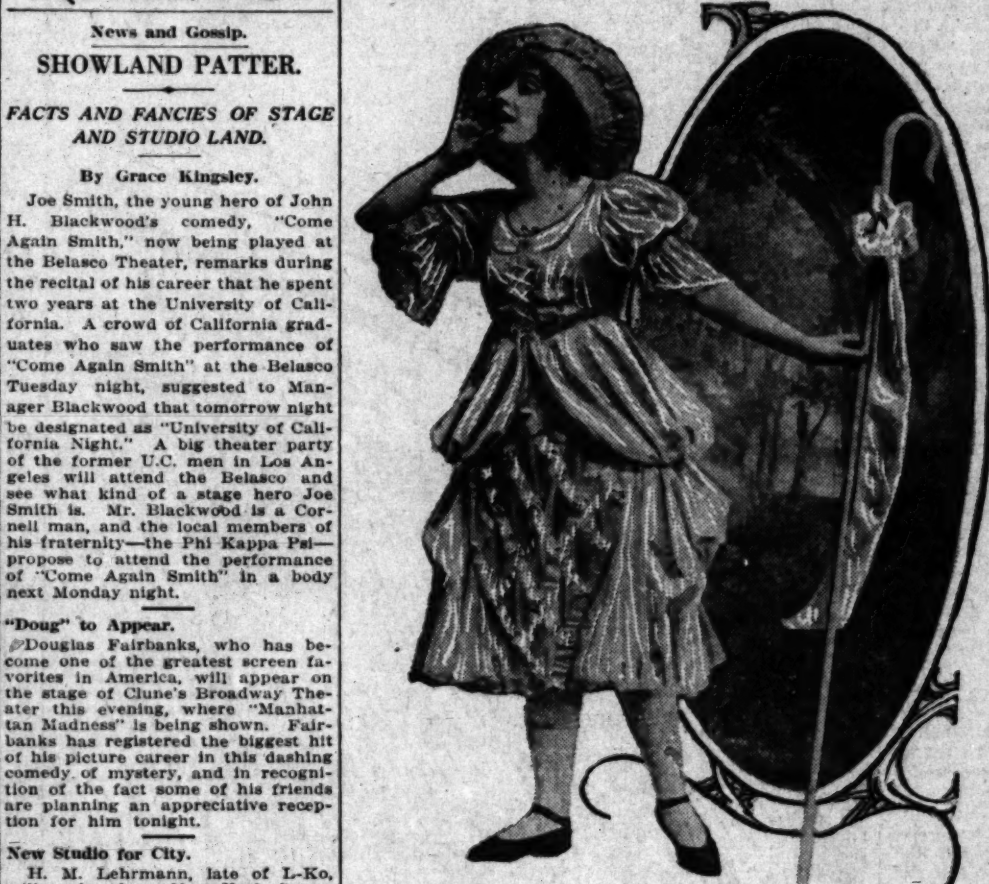 News and Gossip.
SHOWLAND PATTER.
FACTS AND FANCIES OF STAGE
AND STUDIO LAND.
By Grace Kingsley.
Joe Smith, the young hero of John
H. Blackwood's comedy, "Come
Again Smith," now being played at
the Belasco Theater, remarks during
the recital of his career that he spent
two years at the University of Cali-
fornia. A crowd of California grad-
uates who saw the performance of
"Come Again Smith" at the Belasco
Tuesday night, suggested to Man-
ager Blackwood that tomorrow night
be designated as "University of Cali-
fornia Night." A big theater party
of the former U.C. men in Los An-
geles will attend the Belasco and
see what kind of a stage hero Joe
Smith is. Mr. Blackwood is a Cor-
nell man, and the local members of
his fraternity—the Phi Kappa Psi—
propose to attend the performance
of "Come Again Smith" in a body
next Monday night.
"Doug" to Appear.
Douglas Fairbanks, who has be-
come one of the greatest screen fa-
vorites in America, will appear on
the stage of Clune's Broadway The-
ater this evening, where "Manhat-
tan Madness" is being shown. Fair-
banks has registered the biggest hit
of his picture career in this dashing
comedy of mystery, and in recogni-
tion of the fact some of his friends
are planning an appreciative recep-
tion for him tonight.
New Studio for City.
H. M. Lehrmann, late of L-Ko,